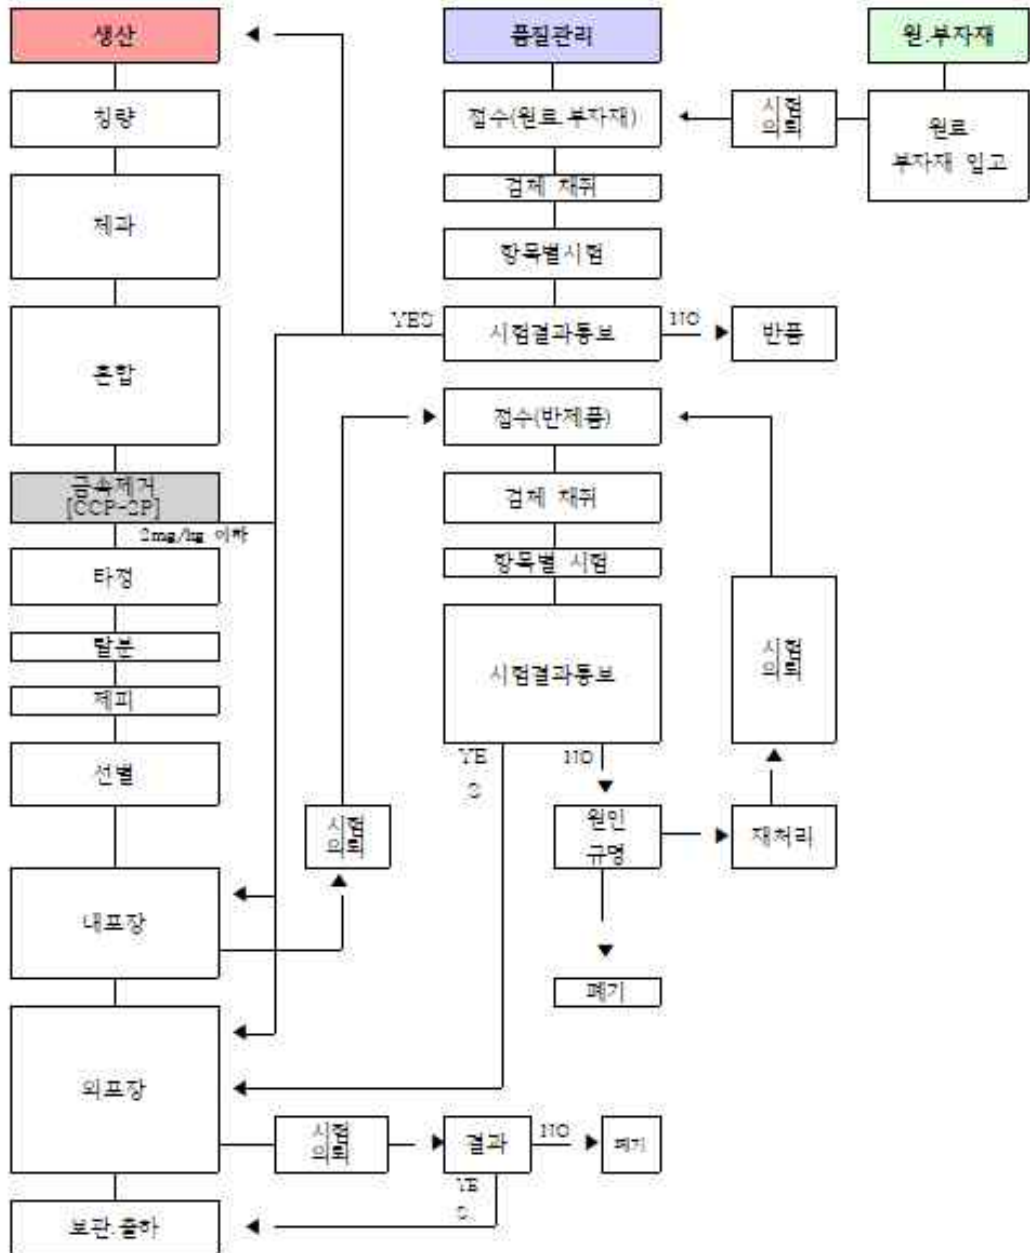 생산
품질관리
원.부자재
칭량
접수(원료.부자재)
시험
의뢰
원료
부자재 입고
검체 채취
체과
항목별시험
YES
시험결과통보
NO
반품
혼합
접수(반제품)
금속제거
[CCP-2P]
2mg/kg 이하
검체 채취
타정
항목별 시험
탈분
제피
시험결과통보
시험
의뢰
선별
YE
S
NO
시험
의뢰
원인
규명
재처리
내포장
폐기
외포장
시험
의뢰
결과
NO
폐기
YE
S
보관.출하